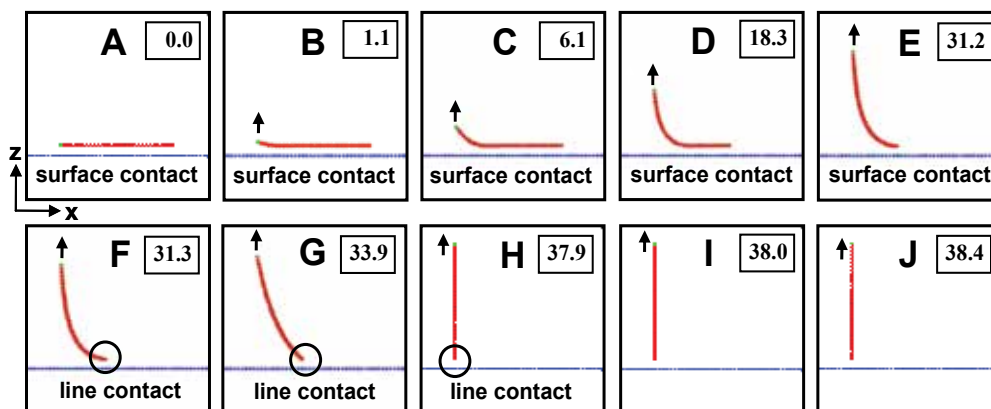 A 0.0
B 1.1
C 6.1
D 18.3
E 31.2
z
surface contact
surface contact
surface contact
surface contact
surface contact
x
F 31.3
G 33.9
H 37.9
I 38.0
J 38.4
line contact
line contact
line contact